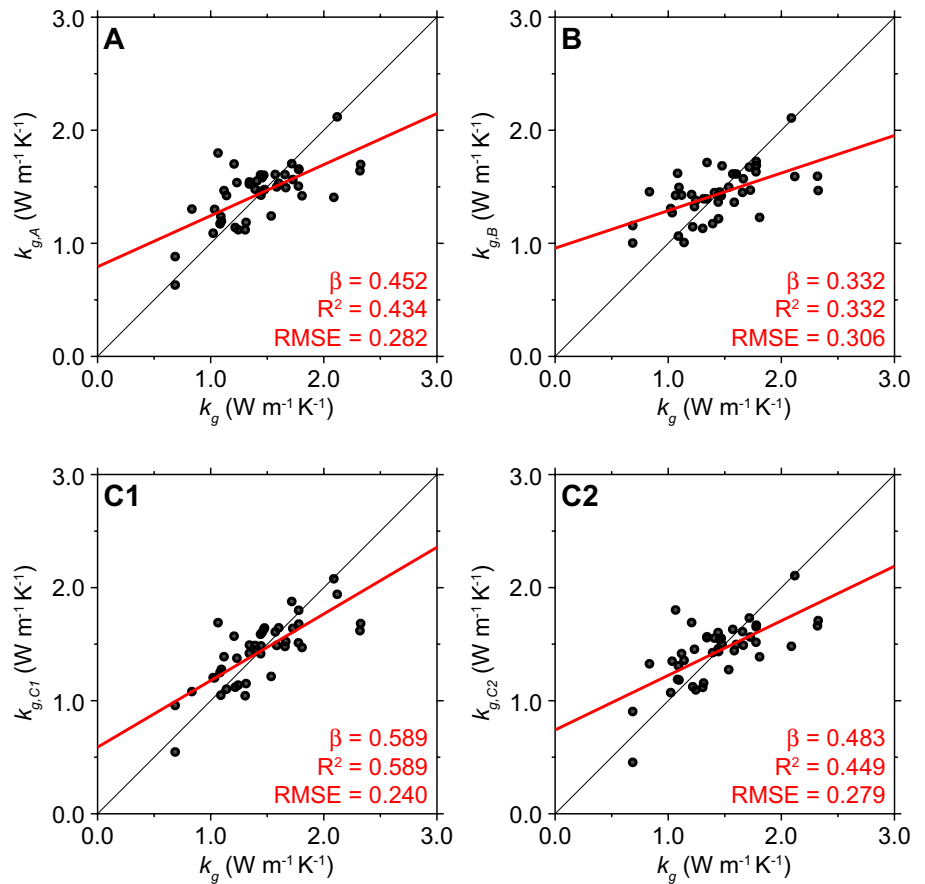 A
3.0
2.0
1.0
0.0
k_g,A (W m⁻¹ K⁻¹)
β = 0.452
R² = 0.434
RMSE = 0.282
0.0 1.0 2.0 3.0
k_g (W m⁻¹ K⁻¹)
B
3.0
2.0
1.0
0.0
k_g,B (W m⁻¹ K⁻¹)
β = 0.332
R² = 0.332
RMSE = 0.306
0.0 1.0 2.0 3.0
k_g (W m⁻¹ K⁻¹)
C1
3.0
2.0
1.0
0.0
k_g,C1 (W m⁻¹ K⁻¹)
β = 0.589
R² = 0.589
RMSE = 0.240
0.0 1.0 2.0 3.0
k_g (W m⁻¹ K⁻¹)
C2
3.0
2.0
1.0
0.0
k_g,C2 (W m⁻¹ K⁻¹)
β = 0.483
R² = 0.449
RMSE = 0.279
0.0 1.0 2.0 3.0
k_g (W m⁻¹ K⁻¹)